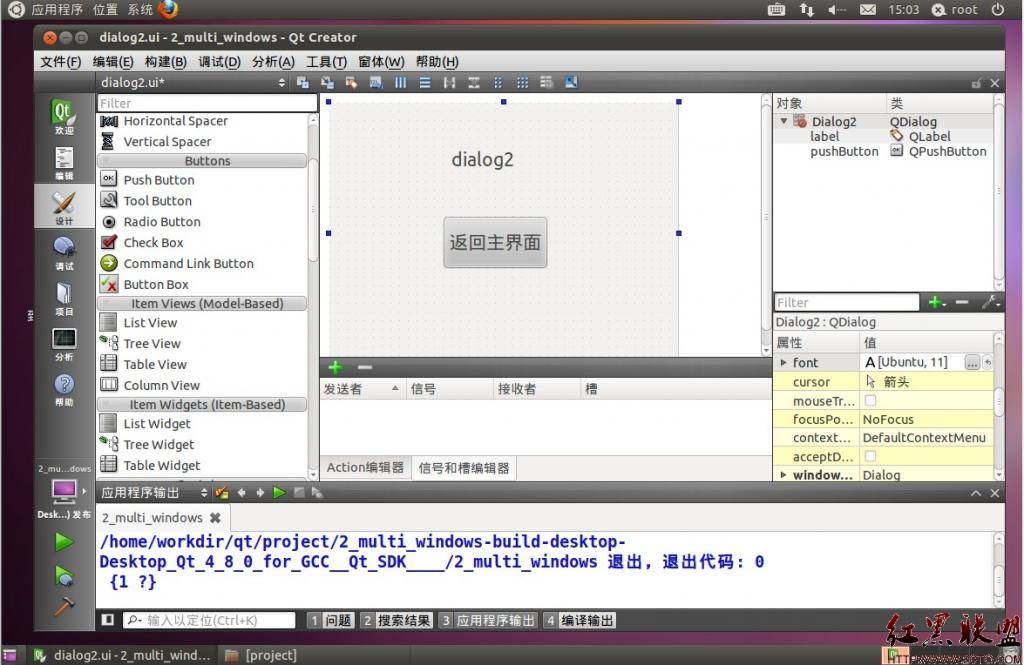 应用程序 位置 系统 15:03 root
dialog2.ui - 2_multi_windows - Qt Creator
文件(F) 编辑(E) 构建(B) 调试(D) 分析(A) 工具(T) 窗体(W) 帮助(H)
dialog2.ui*
欢迎
编辑
设计
调试
项目
分析
帮助
2_mu...dows
Desk...) 发布
Filter
Horizontal Spacer
Vertical Spacer
Buttons
Push Button
Tool Button
Radio Button
Check Box
Command Link Button
Button Box
Item Views (Model-Based)
List View
Tree View
Table View
Column View
Item Widgets (Item-Based)
List Widget
Tree Widget
Table Widget
dialog2
返回主界面
发送者 信号 接收者 槽
Action编辑器 信号和槽编辑器
对象 类
Dialog2 QDialog
label QLabel
pushButton QPushButton
Filter
Dialog2 : QDialog
属性 值
font [Ubuntu, 11]
cursor 箭头
mouseTr...
focusPo... NoFocus
context... DefaultContextMenu
acceptD...
window... Dialog
应用程序输出
2_multi_windows
/home/workdir/qt/project/2_multi_windows-build-desktop-
Desktop_Qt_4_8_0_for_GCC__Qt_SDK____/2_multi_windows 退出，退出代码: 0
{1 ?}
输入以定位(Ctrl+K) 1 问题 2 搜索结果 3 应用程序输出 4 编译输出
dialog2.ui - 2_multi_wind... [project]
红黑联盟